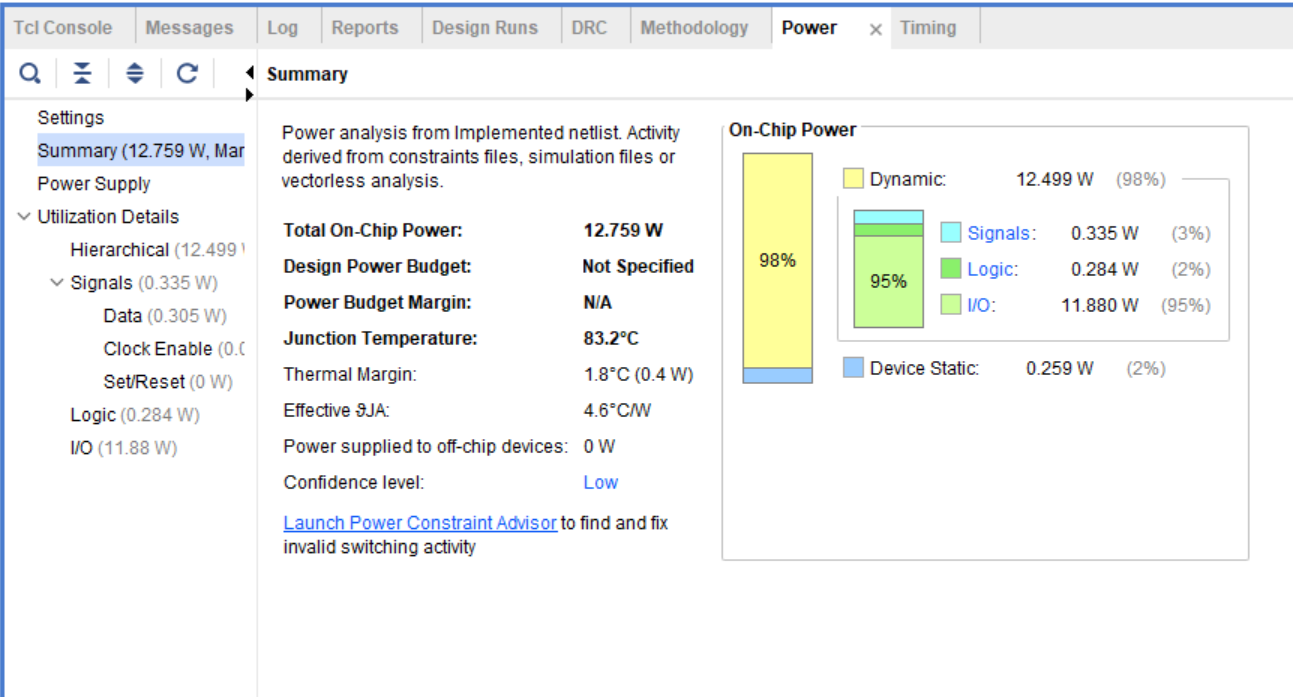 Tcl Console Messages Log Reports Design Runs DRC Methodology Power × Timing
Summary
Settings
Summary (12.759 W, Mar
Power Supply
Utilization Details
Hierarchical (12.499
Signals (0.335 W)
Data (0.305 W)
Clock Enable (0.0
Set/Reset (0 W)
Logic (0.284 W)
I/O (11.88 W)
Power analysis from Implemented netlist. Activity
derived from constraints files, simulation files or
vectorless analysis.
Total On-Chip Power: 12.759 W
Design Power Budget: Not Specified
Power Budget Margin: N/A
Junction Temperature: 83.2°C
Thermal Margin: 1.8°C (0.4 W)
Effective ϑJA: 4.6°C/W
Power supplied to off-chip devices: 0 W
Confidence level: Low
Launch Power Constraint Advisor to find and fix
invalid switching activity
On-Chip Power
98%
Dynamic: 12.499 W (98%)
95%
Signals: 0.335 W (3%)
Logic: 0.284 W (2%)
I/O: 11.880 W (95%)
Device Static: 0.259 W (2%)